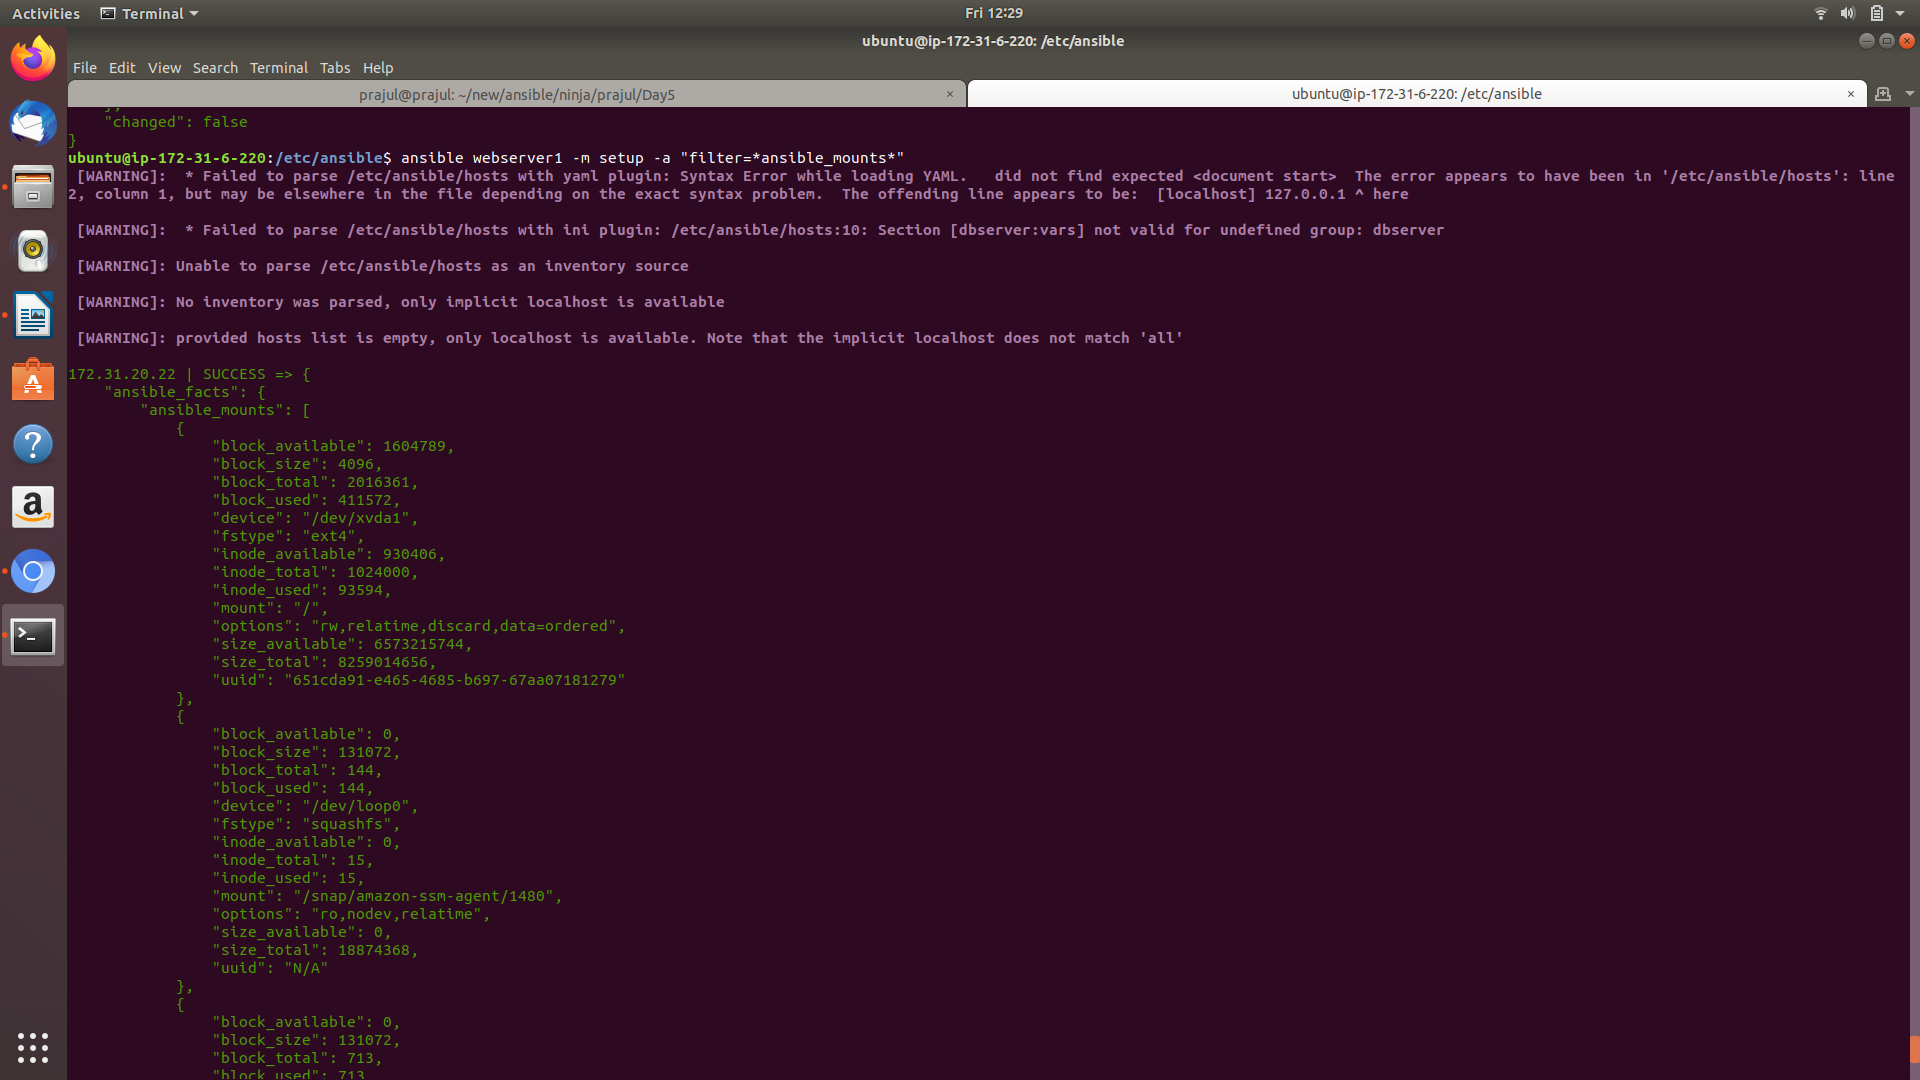 Activities
Terminal
Fri 12:29
ubuntu@ip-172-31-6-220: /etc/ansible
File Edit View Search Terminal Tabs Help
prajul@prajul: ~/new/ansible/ninja/prajul/Day5 ×
ubuntu@ip-172-31-6-220: /etc/ansible ×
},
"changed": false
}
ubuntu@ip-172-31-6-220:/etc/ansible$ ansible webserver1 -m setup -a "filter=*ansible_mounts*"
[WARNING]:  * Failed to parse /etc/ansible/hosts with yaml plugin: Syntax Error while loading YAML.   did not find expected <document start>  The error appears to have been in '/etc/ansible/hosts': line
2, column 1, but may be elsewhere in the file depending on the exact syntax problem.  The offending line appears to be:  [localhost] 127.0.0.1 ^ here
[WARNING]:  * Failed to parse /etc/ansible/hosts with ini plugin: /etc/ansible/hosts:10: Section [dbserver:vars] not valid for undefined group: dbserver
[WARNING]: Unable to parse /etc/ansible/hosts as an inventory source
[WARNING]: No inventory was parsed, only implicit localhost is available
[WARNING]: provided hosts list is empty, only localhost is available. Note that the implicit localhost does not match 'all'
172.31.20.22 | SUCCESS => {
"ansible_facts": {
"ansible_mounts": [
{
"block_available": 1604789,
"block_size": 4096,
"block_total": 2016361,
"block_used": 411572,
"device": "/dev/xvda1",
"fstype": "ext4",
"inode_available": 930406,
"inode_total": 1024000,
"inode_used": 93594,
"mount": "/",
"options": "rw,relatime,discard,data=ordered",
"size_available": 6573215744,
"size_total": 8259014656,
"uuid": "651cda91-e465-4685-b697-67aa07181279"
},
{
"block_available": 0,
"block_size": 131072,
"block_total": 144,
"block_used": 144,
"device": "/dev/loop0",
"fstype": "squashfs",
"inode_available": 0,
"inode_total": 15,
"inode_used": 15,
"mount": "/snap/amazon-ssm-agent/1480",
"options": "ro,nodev,relatime",
"size_available": 0,
"size_total": 18874368,
"uuid": "N/A"
},
{
"block_available": 0,
"block_size": 131072,
"block_total": 713,
"block_used": 713